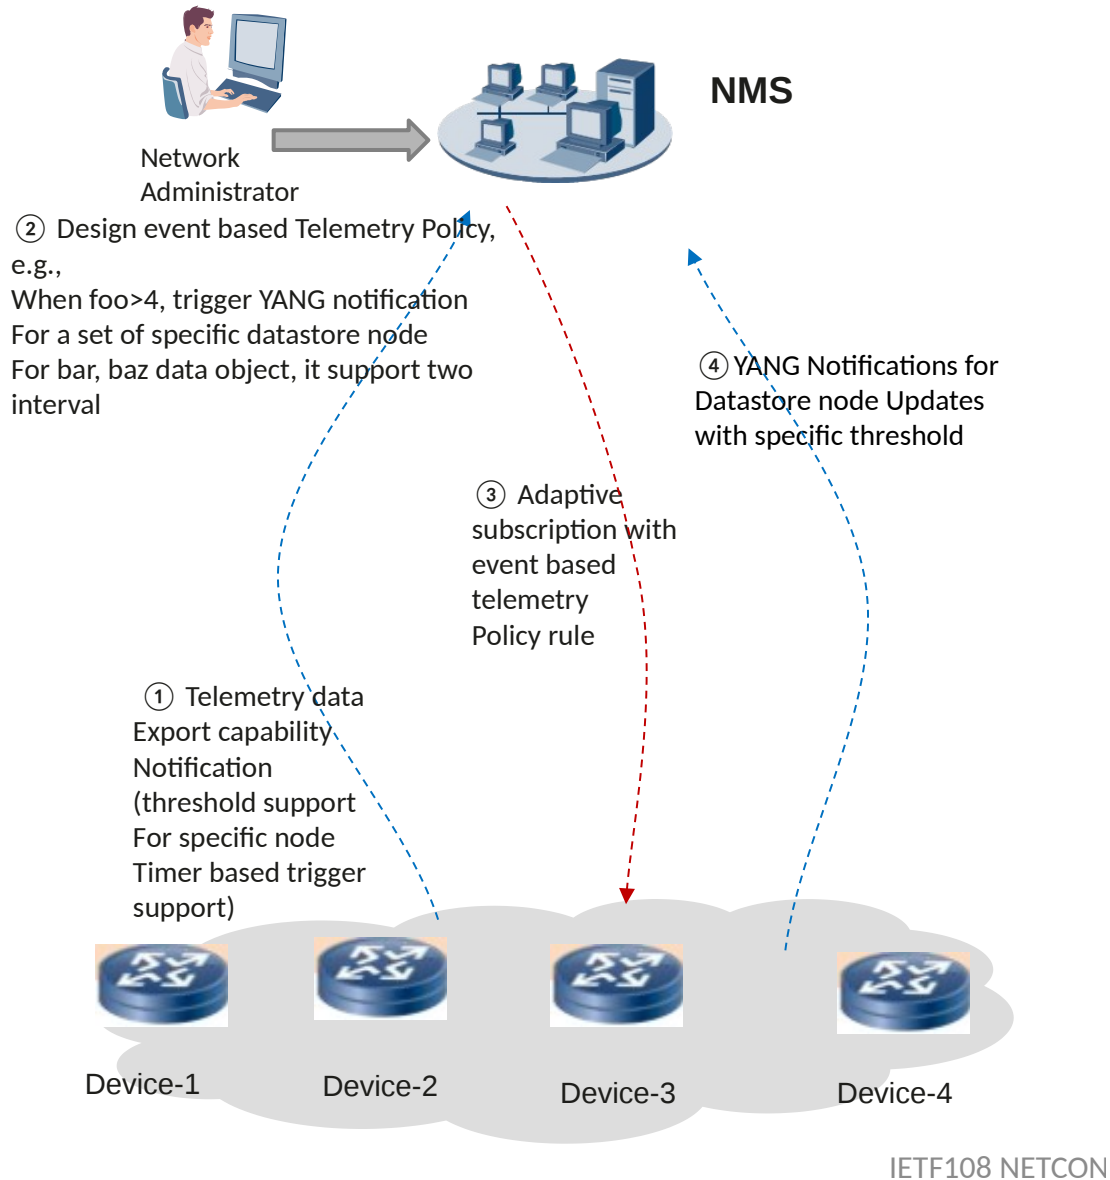 NMS
Network
Administrator
② Design event based Telemetry Policy,
e.g.,
When foo>4, trigger YANG notification
For a set of specific datastore node
For bar, baz data object, it support two
interval
④YANG Notifications for
Datastore node Updates
with specific threshold
③ Adaptive
subscription with
event based
telemetry
Policy rule
① Telemetry data
Export capability
Notification
(threshold support
For specific node
Timer based trigger
support)
Device-1
Device-2
Device-3
Device-4
IETF108 NETCON